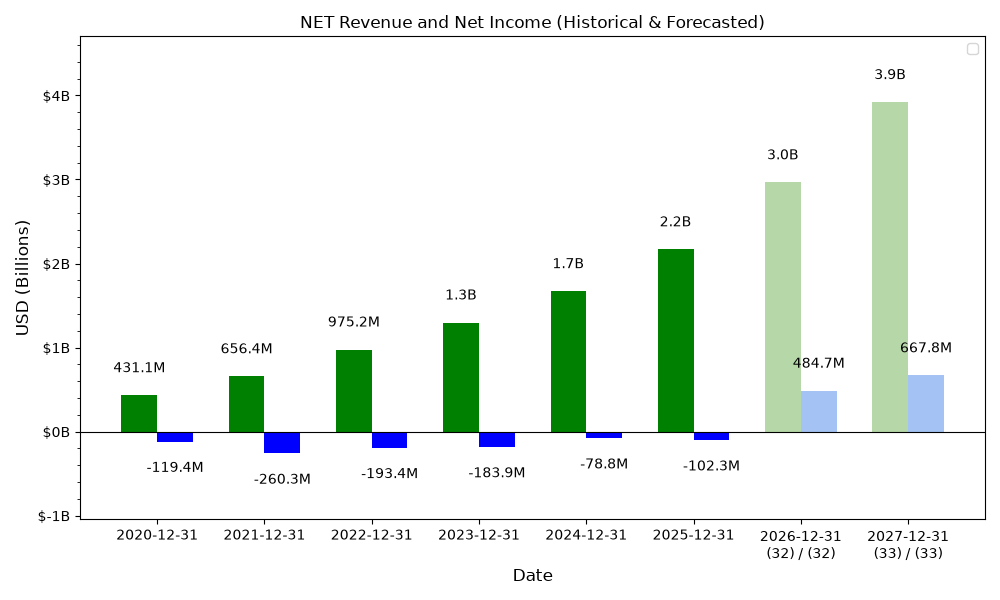 NET Revenue and Net Income (Historical & Forecasted)
USD (Billions)
$4B
$3B
$2B
$1B
$0B
$-1B
431.1M
656.4M
975.2M
1.3B
1.7B
2.2B
3.0B
3.9B
-119.4M
-260.3M
-193.4M
-183.9M
-78.8M
-102.3M
484.7M
667.8M
2020-12-31
2021-12-31
2022-12-31
2023-12-31
2024-12-31
2025-12-31
2026-12-31
(32) / (32)
2027-12-31
(33) / (33)
Date